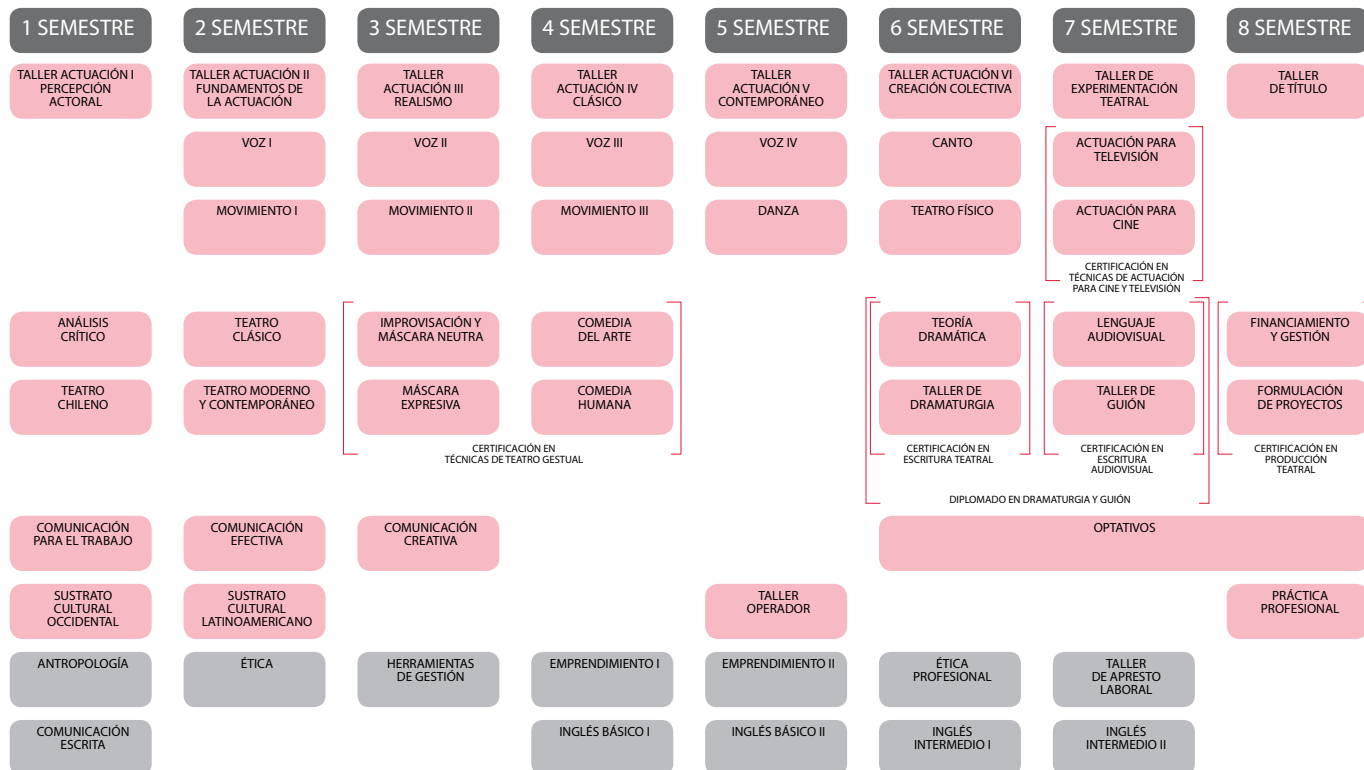 1 SEMESTRE
2 SEMESTRE
3 SEMESTRE
4 SEMESTRE
5 SEMESTRE
6 SEMESTRE
7 SEMESTRE
8 SEMESTRE
TALLER ACTUACIÓN I
PERCEPCIÓN
ACTORAL
TALLER ACTUACIÓN II
FUNDAMENTOS DE
LA ACTUACIÓN
TALLER
ACTUACIÓN III
REALISMO
TALLER
ACTUACIÓN IV
CLÁSICO
TALLER
ACTUACIÓN V
CONTEMPORÁNEO
TALLER ACTUACIÓN VI
CREACIÓN COLECTIVA
TALLER DE
EXPERIMENTACIÓN
TEATRAL
TALLER
DE TÍTULO
VOZ I
VOZ II
VOZ III
VOZ IV
CANTO
ACTUACIÓN PARA
TELEVISIÓN
MOVIMIENTO I
MOVIMIENTO II
MOVIMIENTO III
DANZA
TEATRO FÍSICO
ACTUACIÓN PARA
CINE
CERTIFICACIÓN EN
TÉCNICAS DE ACTUACIÓN
PARA CINE Y TELEVISIÓN
ANÁLISIS
CRÍTICO
TEATRO
CLÁSICO
IMPROVISACIÓN Y
MÁSCARA NEUTRA
COMEDIA
DEL ARTE
TEORÍA
DRAMÁTICA
LENGUAJE
AUDIOVISUAL
FINANCIAMIENTO
Y GESTIÓN
TEATRO
CHILENO
TEATRO MODERNO
Y CONTEMPORÁNEO
MÁSCARA
EXPRESIVA
COMEDIA
HUMANA
TALLER DE
DRAMATURGIA
TALLER DE
GUIÓN
FORMULACIÓN
DE PROYECTOS
CERTIFICACIÓN EN
TÉCNICAS DE TEATRO GESTUAL
CERTIFICACIÓN EN
ESCRITURA TEATRAL
CERTIFICACIÓN EN
ESCRITURA
AUDIOVISUAL
CERTIFICACIÓN EN
PRODUCCIÓN
TEATRAL
DIPLOMADO EN DRAMATURGIA Y GUIÓN
COMUNICACIÓN
PARA EL TRABAJO
COMUNICACIÓN
EFECTIVA
COMUNICACIÓN
CREATIVA
OPTATIVOS
SUSTRATO
CULTURAL
OCCIDENTAL
SUSTRATO
CULTURAL
LATINOAMERICANO
TALLER
OPERADOR
PRÁCTICA
PROFESIONAL
ANTROPOLOGÍA
ÉTICA
HERRAMIENTAS
DE GESTIÓN
EMPRENDIMIENTO I
EMPRENDIMIENTO II
ÉTICA
PROFESIONAL
TALLER
DE APRESTO
LABORAL
COMUNICACIÓN
ESCRITA
INGLÉS BÁSICO I
INGLÉS BÁSICO II
INGLÉS
INTERMEDIO I
INGLÉS
INTERMEDIO II